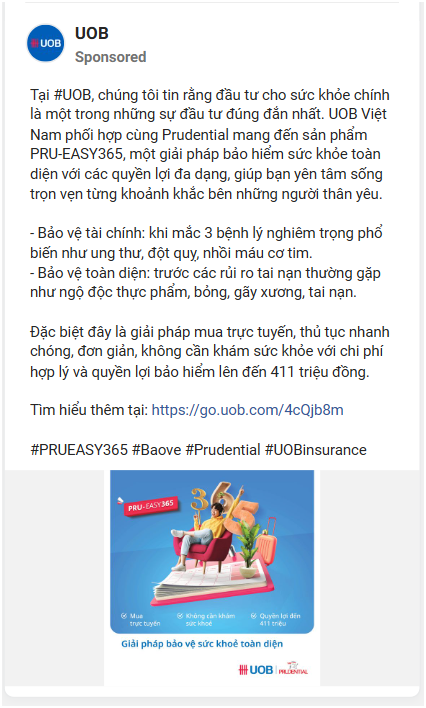 UOB
UOB
Sponsored
Tại #UOB, chúng tôi tin rằng đầu tư cho sức khỏe chính
là một trong những sự đầu tư đúng đắn nhất. UOB Việt
Nam phối hợp cùng Prudential mang đến sản phẩm
PRU-EASY365, một giải pháp bảo hiểm sức khỏe toàn
diện với các quyền lợi đa dạng, giúp bạn yên tâm sống
trọn vẹn từng khoảnh khắc bên những người thân yêu.
- Bảo vệ tài chính: khi mắc 3 bệnh lý nghiêm trọng phổ
biến như ung thư, đột quỵ, nhồi máu cơ tim.
- Bảo vệ toàn diện: trước các rủi ro tai nạn thường gặp
như ngộ độc thực phẩm, bỏng, gãy xương, tai nạn.
Đặc biệt đây là giải pháp mua trực tuyến, thủ tục nhanh
chóng, đơn giản, không cần khám sức khỏe với chi phí
hợp lý và quyền lợi bảo hiểm lên đến 411 triệu đồng.
Tìm hiểu thêm tại: https://go.uob.com/4cQjb8m
#PRUEASY365 #Baove #Prudential #UOBinsurance
PRU-EASY365
365
Mua
trực tuyến
Không cần khám
sức khoẻ
Quyền lợi đến
411 triệu
Giải pháp bảo vệ sức khoẻ toàn diện
UOB
PRUDENTIAL